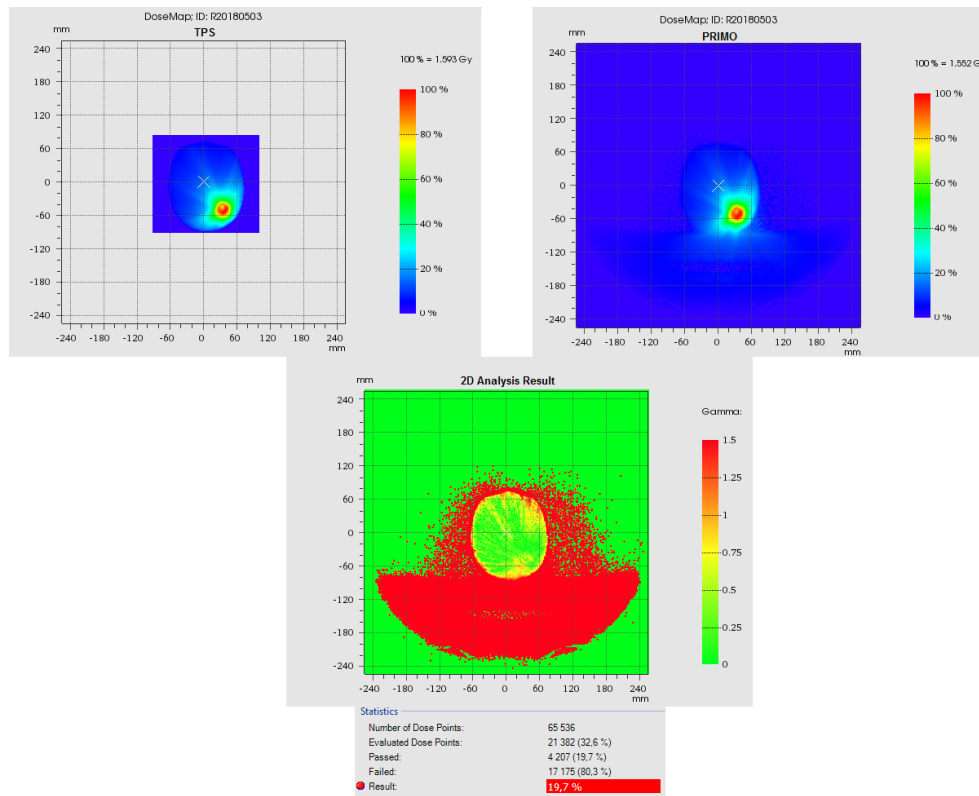 DoseMap; ID: R20180503
TPS
mm
240
180
120
60
0
-60
-120
-180
-240
-240 -180 -120 -60 0 60 120 180 240
mm
100 % = 1.593 Gy
100 %
80 %
60 %
40 %
20 %
0 %
DoseMap; ID: R20180503
PRIMO
mm
240
180
120
60
0
-60
-120
-180
-240
-240 -180 -120 -60 0 60 120 180 240
mm
100 % = 1.552 G
100 %
80 %
60 %
40 %
20 %
0 %
2D Analysis Result
mm
240
180
120
60
0
-60
-120
-180
-240
-240 -180 -120 -60 0 60 120 180 240
mm
Gamma:
1.5
1.25
1
0.75
0.5
0.25
0
Statistics
Number of Dose Points: 65 536
Evaluated Dose Points: 21 382 (32,6 %)
Passed: 4 207 (19,7 %)
Failed: 17 175 (80,3 %)
Result: 19,7 %